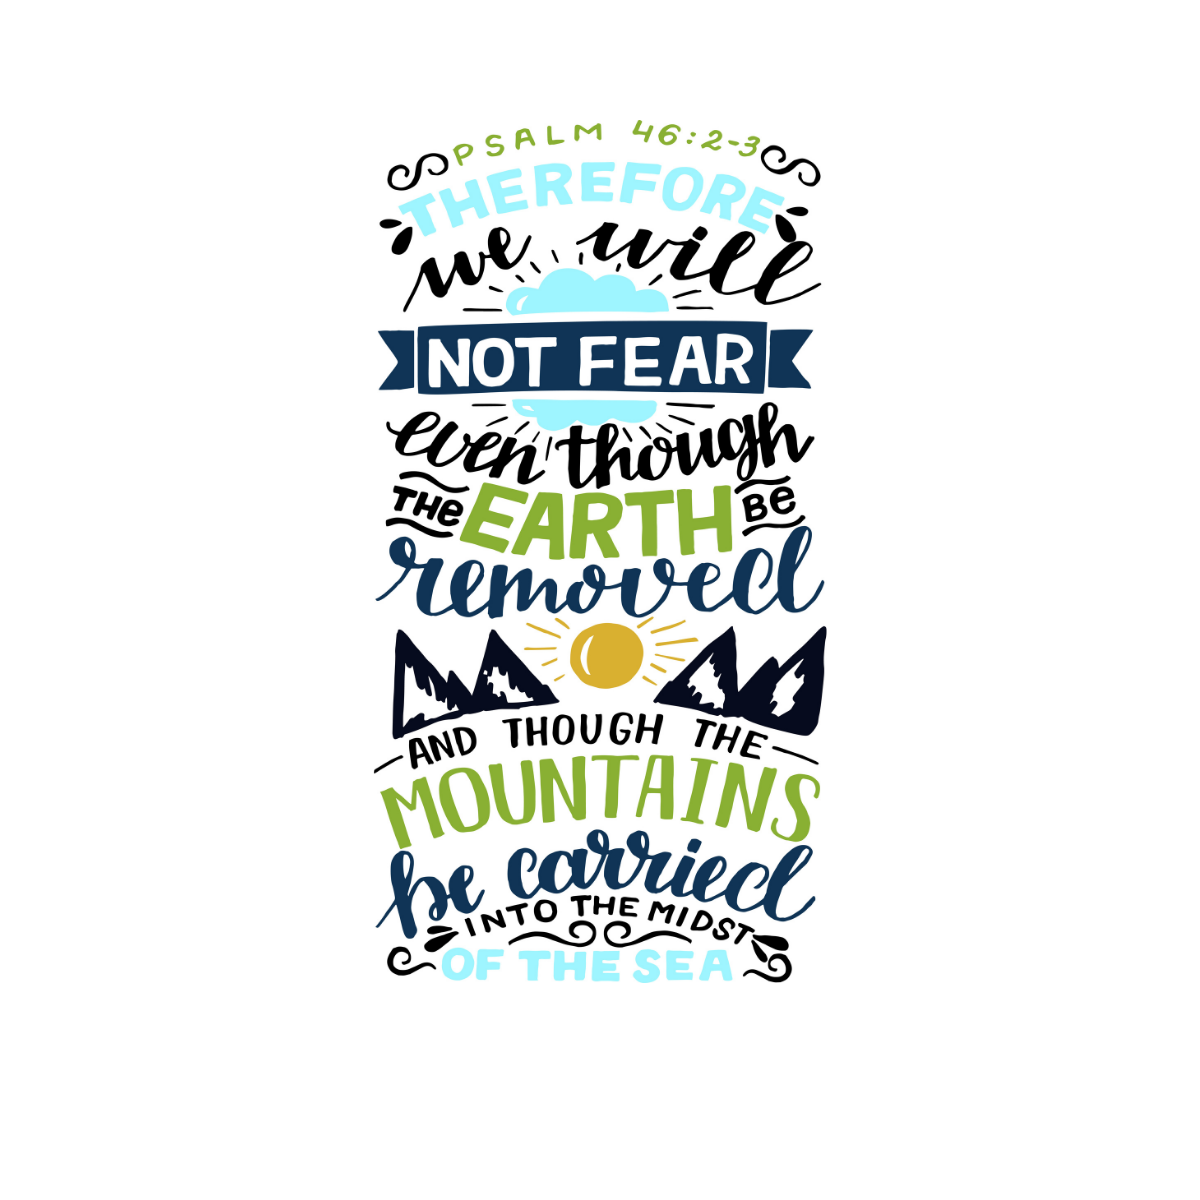 PSALM 46:2-3
THEREFORE
we will
NOT FEAR
even though
THE EARTH BE
removed
AND THOUGH THE
MOUNTAINS
be carried
INTO THE MIDST
OF THE SEA